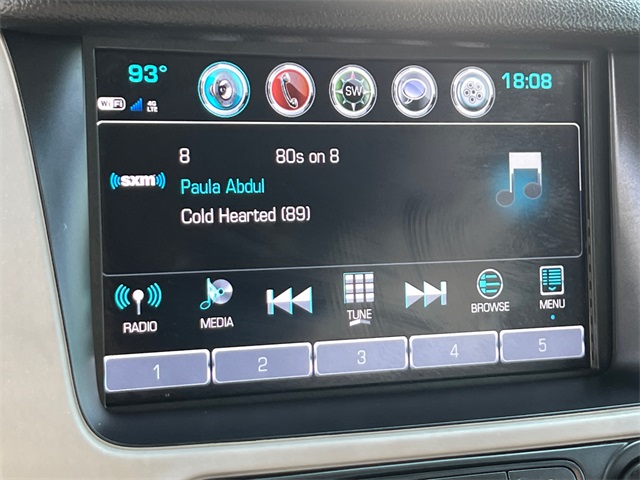 93°
SW
18:08
WiFi 4G LTE
8 80s on 8
sxm
Paula Abdul
Cold Hearted (89)
RADIO
MEDIA
TUNE
BROWSE
MENU
1 2 3 4 5